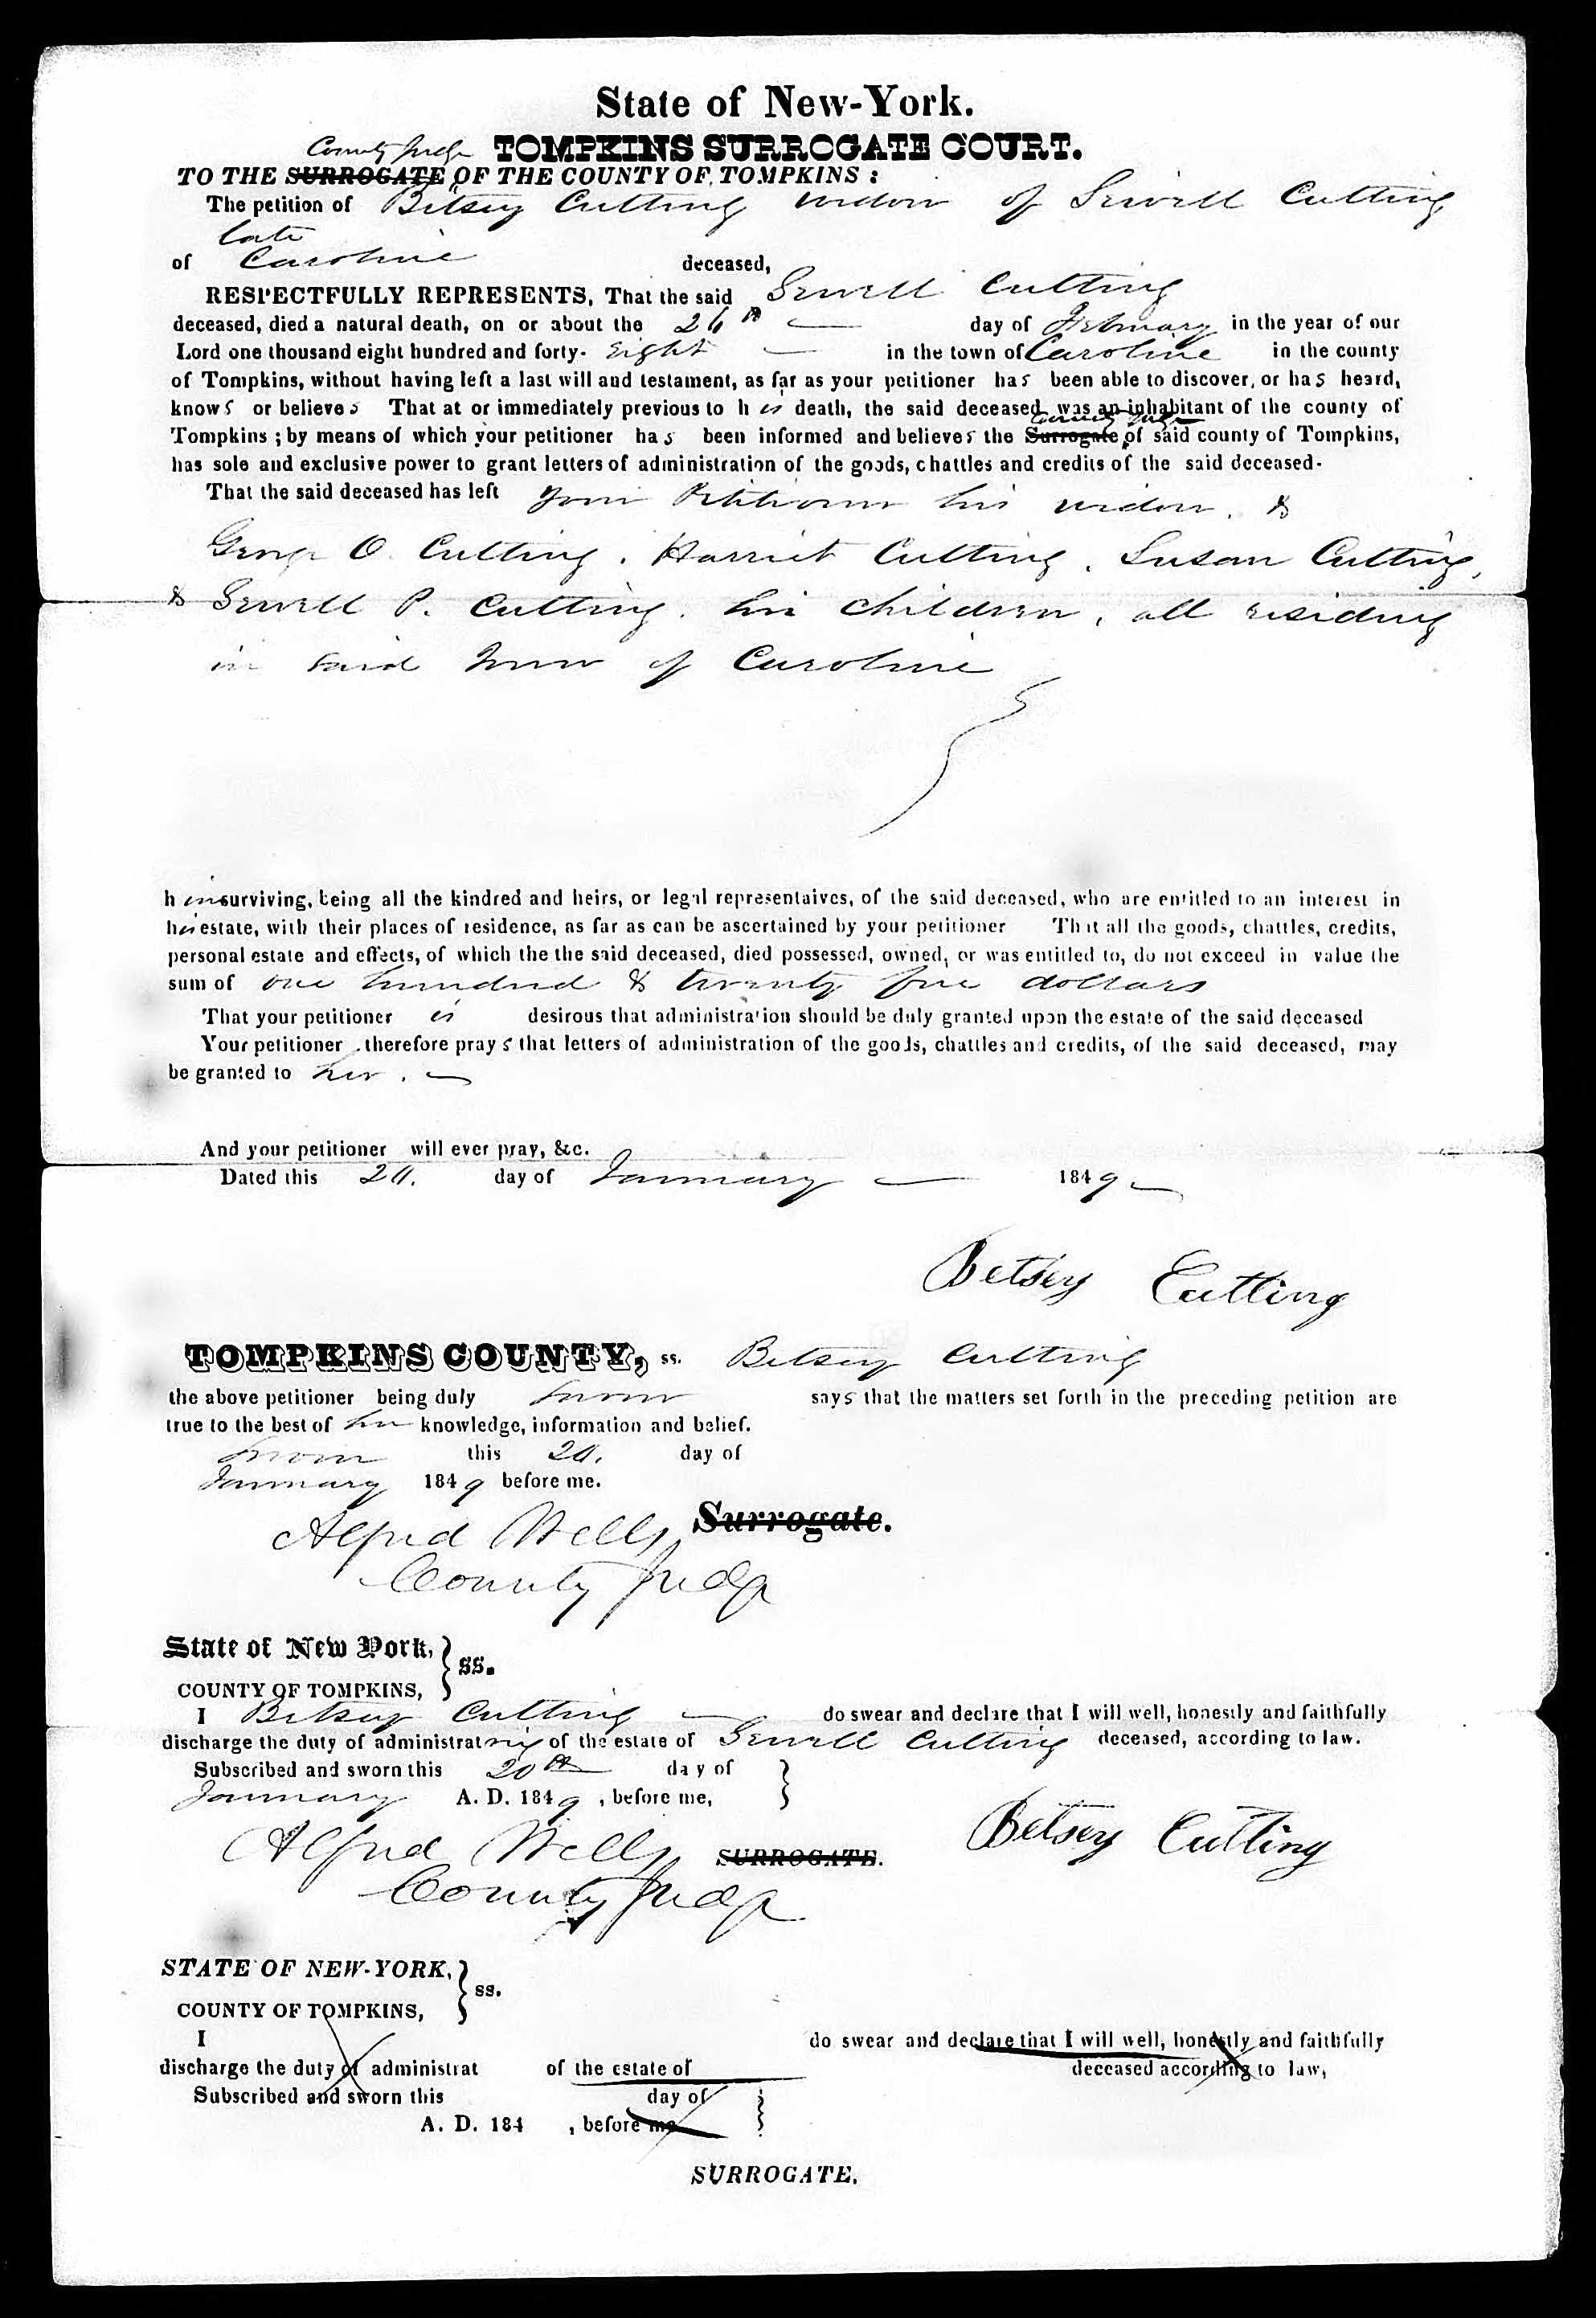 State of New-York.
County Judge TOMPKINS SURROGATE COURT.
TO THE SURROGATE OF THE COUNTY OF TOMPKINS :
The petition of Betsey Cutting widow of Sewell Cutting
late
of Caroline deceased,
RESPECTFULLY REPRESENTS, That the said Sewell Cutting
deceased, died a natural death, on or about the 26th day of February in the year of our
Lord one thousand eight hundred and forty- Eight in the town of Caroline in the county
of Tompkins, without having left a last will and testament, as far as your petitioner has been able to discover, or has heard,
knows or believes That at or immediately previous to his death, the said deceased was an inhabitant of the county of
County Judge
Tompkins ; by means of which your petitioner has been informed and believes the Surrogate of said county of Tompkins,
has sole and exclusive power to grant letters of administration of the goods, chattles and credits of the said deceased.
That the said deceased has left your Petitioner his widow, &
George O. Cutting, Harriet Cutting, Susan Cutting,
& Sewell P. Cutting, his children, all residing
in said Town of Caroline
him surviving, being all the kindred and heirs, or legal representaives, of the said deceased, who are entitled to an interest in
his estate, with their places of residence, as far as can be ascertained by your petitioner That all the goods, chattles, credits,
personal estate and effects, of which the the said deceased, died possessed, owned, or was entitled to, do not exceed in value the
sum of one hundred & twenty five dollars
That your petitioner is desirous that administration should be duly granted upon the estate of the said deceased
Your petitioner therefore prays that letters of administration of the goods, chattles and credits, of the said deceased, may
be granted to her.
And your petitioner will ever pray, &c.
Dated this 20. day of January 1849
Betsey Cutting
TOMPKINS COUNTY, ss. Betsey Cutting
the above petitioner being duly sworn says that the matters set forth in the preceding petition are
true to the best of her knowledge, information and belief.
Sworn this 20. day of
January 1849 before me.
Alfred Wells Surrogate.
County Judge
State of New York, } ss.
COUNTY OF TOMPKINS,
I Betsey Cutting do swear and declare that I will well, honestly and faithfully
discharge the duty of administratrix of the estate of Sewell Cutting deceased, according to law.
Subscribed and sworn this 20th day of
January A. D. 1849, before me,
Alfred Wells SURROGATE. Betsey Cutting
County Judge
STATE OF NEW-YORK, } ss.
COUNTY OF TOMPKINS,
I do swear and declare that I will well, honestly and faithfully
discharge the duty of administrat of the estate of deceased according to law,
Subscribed and sworn this day of
A. D. 184 , before me
SURROGATE.